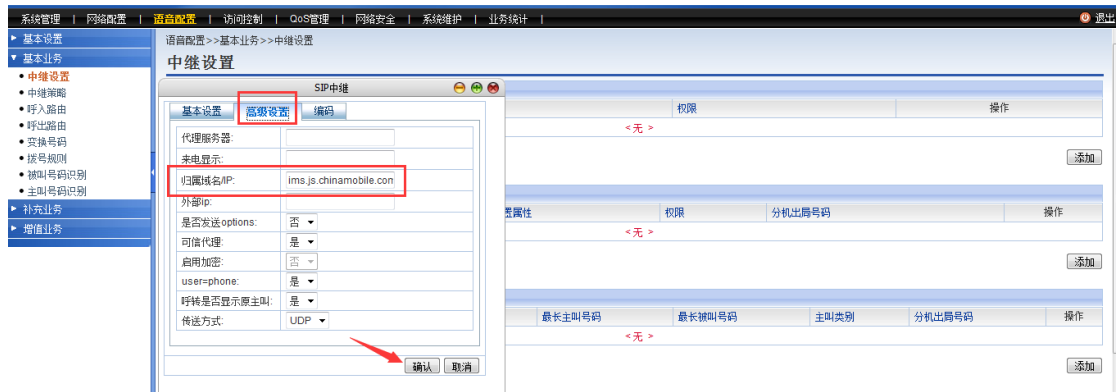 系统管理 | 网络配置 | 语音配置 | 访问控制 | QoS管理 | 网络安全 | 系统维护 | 业务统计 | 退出
基本设置
基本业务
中继设置
中继策略
呼入路由
呼出路由
变换号码
拨号规则
被叫号码识别
主叫号码识别
补充业务
增值业务
语音配置>>基本业务>>中继设置
中继设置
SIP中继
基本设置 高级设置 编码
代理服务器:
来电显示:
归属域名/IP: ims.js.chinamobile.com
外部ip:
是否发送options: 否
可信代理: 是
启用加密: 否
user=phone: 是
呼转是否显示原主叫: 是
传送方式: UDP
确认 取消
权限 操作
<无 >
添加
置属性 权限 分机出局号码 操作
<无 >
添加
最长主叫号码 最长被叫号码 主叫类别 分机出局号码 操作
<无 >
添加